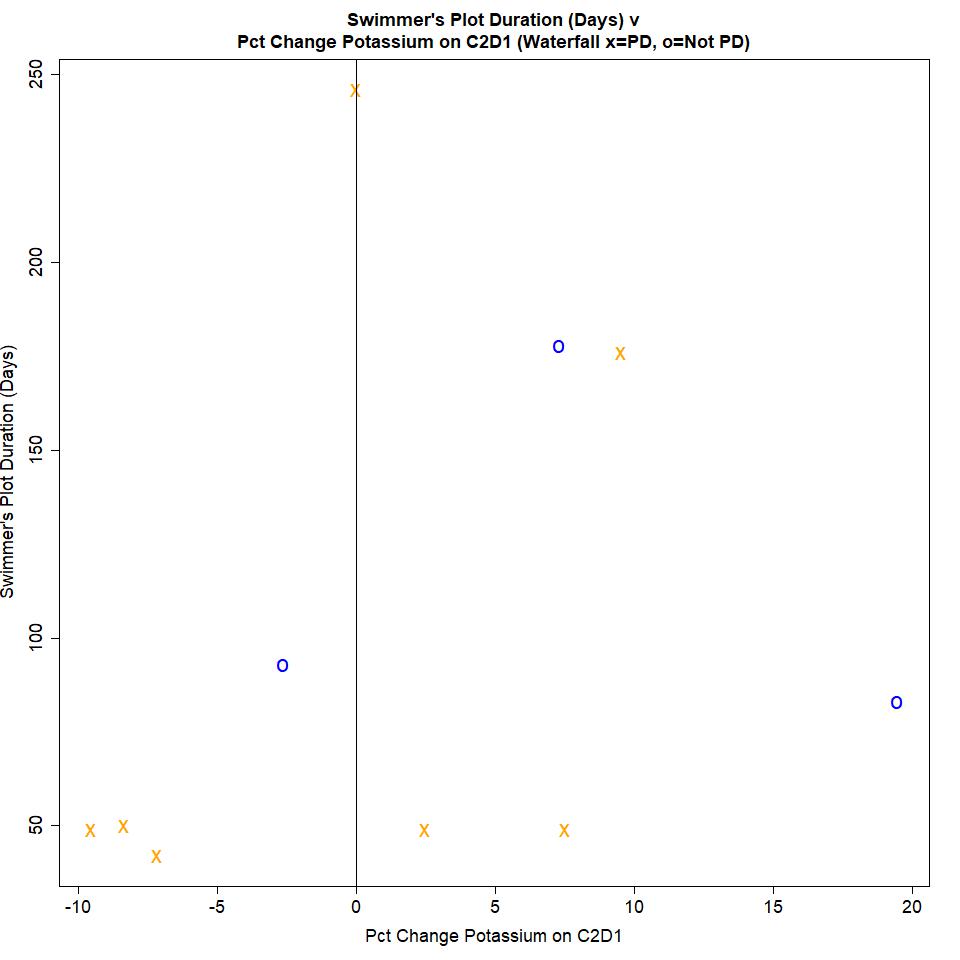 Swimmer's Plot Duration (Days) v
Pct Change Potassium on C2D1 (Waterfall x=PD, o=Not PD)
Swimmer's Plot Duration (Days)
250
200
150
100
50
x
o
x
o
o
x
x
x
x
x
-10
-5
0
5
10
15
20
Pct Change Potassium on C2D1